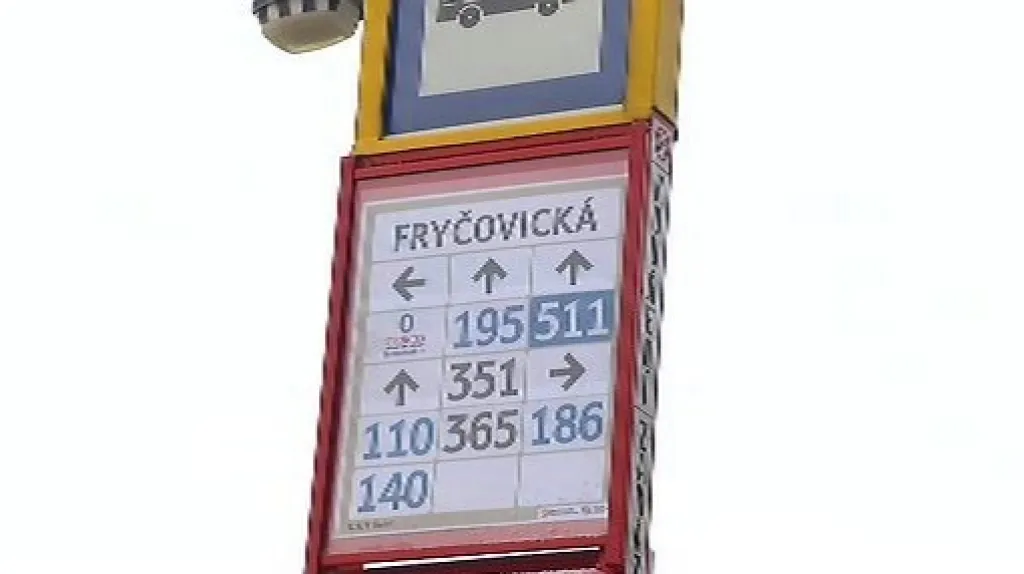 FRYČOVICKÁ
← ↑ ↑
0 195 511
↑ 351 →
110 365 186
140